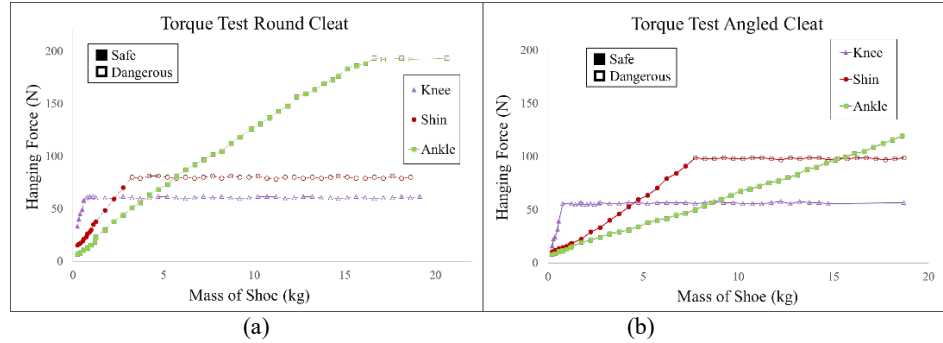 Torque Test Round Cleat
Safe
Dangerous
Knee
Shin
Ankle
Hanging Force (N)
200
150
100
50
0
0 5 10 15 20
Mass of Shoe (kg)
(a)
Torque Test Angled Cleat
Safe
Dangerous
Knee
Shin
Ankle
Hanging Force (N)
200
150
100
50
0
0 5 10 15 20
Mass of Shoe (kg)
(b)